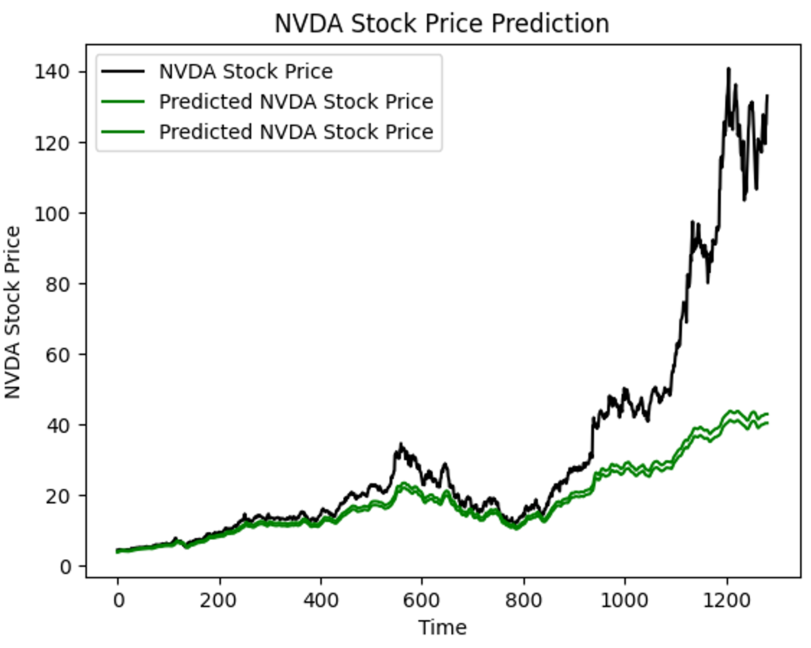 NVDA Stock Price Prediction
NVDA Stock Price
Predicted NVDA Stock Price
Predicted NVDA Stock Price
140
120
100
80
60
40
20
0
NVDA Stock Price
0 200 400 600 800 1000 1200
Time